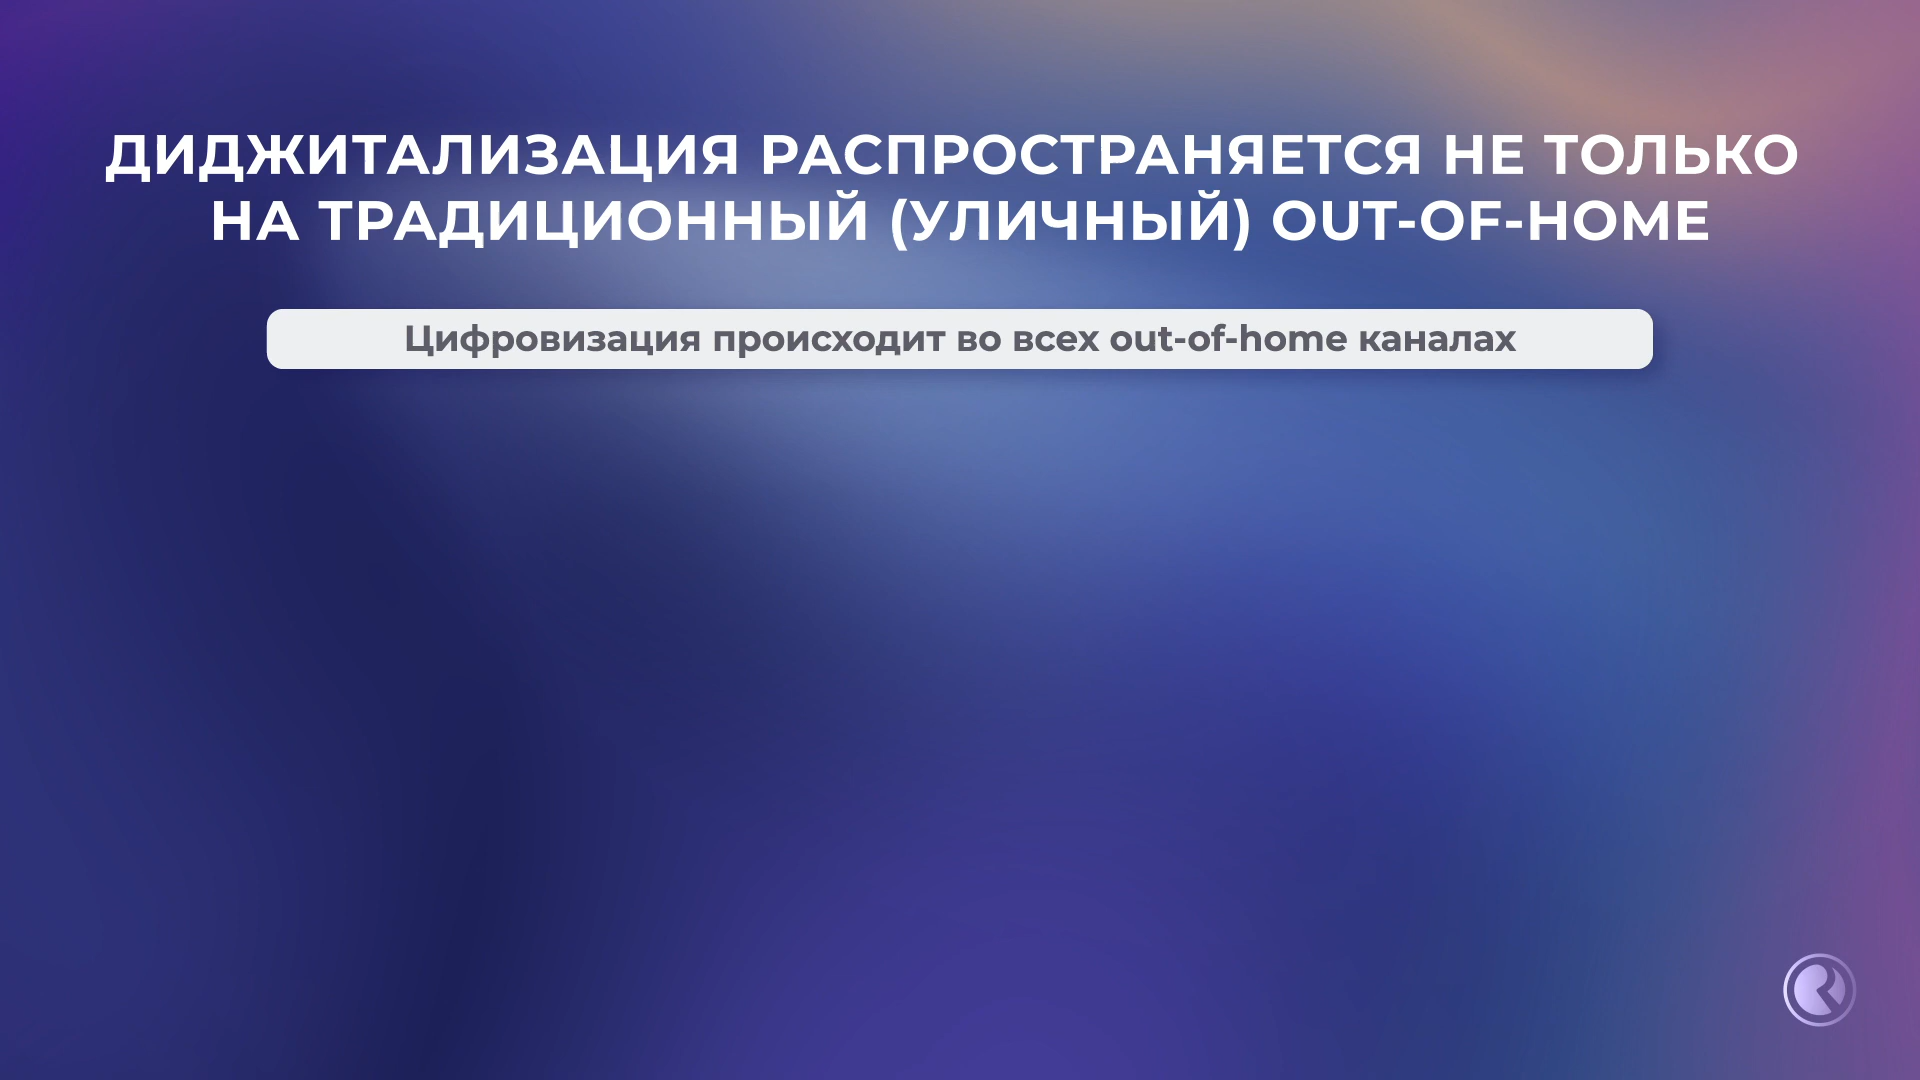 ДИДЖИТАЛИЗАЦИЯ РАСПРОСТРАНЯЕТСЯ НЕ ТОЛЬКО
НА ТРАДИЦИОННЫЙ (УЛИЧНЫЙ) OUT-OF-HOME
Цифровизация происходит во всех out-of-home каналах